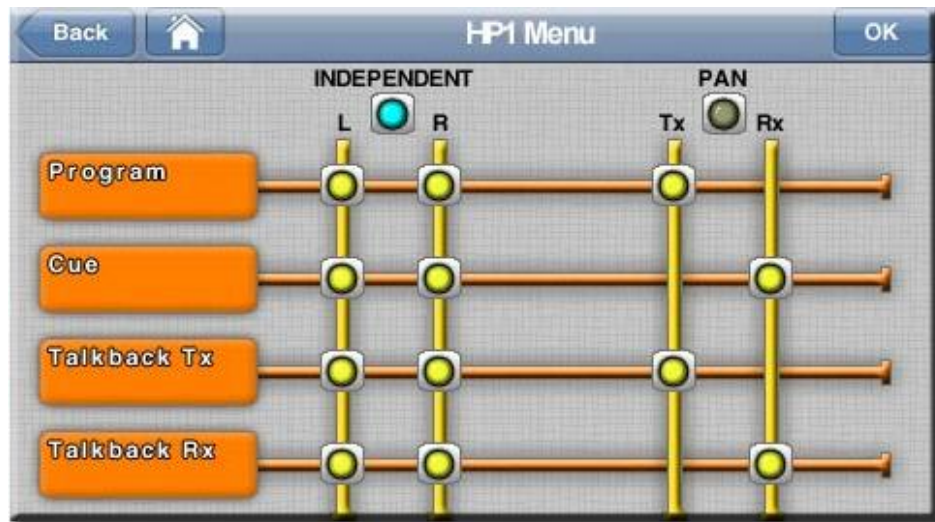 Back
HP1 Menu
OK
INDEPENDENT
PAN
L
R
Tx
Rx
Program
Cue
Talkback Tx
Talkback Rx